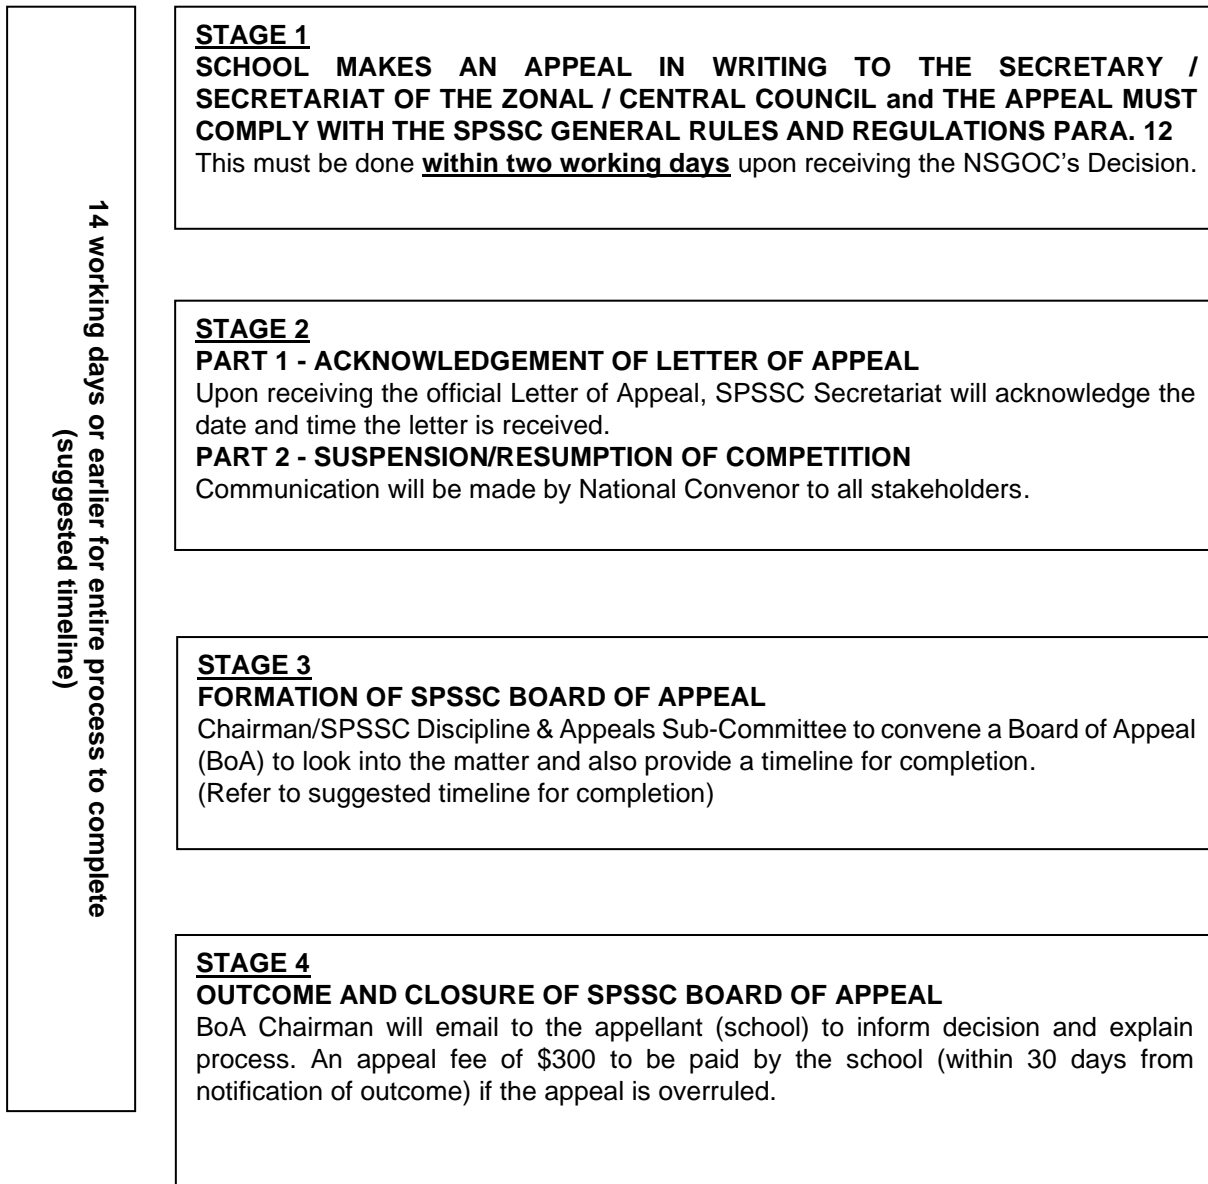 14 working days or earlier for entire process to complete
(suggested timeline)
STAGE 1
SCHOOL MAKES AN APPEAL IN WRITING TO THE SECRETARY /
SECRETARIAT OF THE ZONAL / CENTRAL COUNCIL and THE APPEAL MUST
COMPLY WITH THE SPSSC GENERAL RULES AND REGULATIONS PARA. 12
This must be done within two working days upon receiving the NSGOC's Decision.
STAGE 2
PART 1 - ACKNOWLEDGEMENT OF LETTER OF APPEAL
Upon receiving the official Letter of Appeal, SPSSC Secretariat will acknowledge the
date and time the letter is received.
PART 2 - SUSPENSION/RESUMPTION OF COMPETITION
Communication will be made by National Convenor to all stakeholders.
STAGE 3
FORMATION OF SPSSC BOARD OF APPEAL
Chairman/SPSSC Discipline & Appeals Sub-Committee to convene a Board of Appeal
(BoA) to look into the matter and also provide a timeline for completion.
(Refer to suggested timeline for completion)
STAGE 4
OUTCOME AND CLOSURE OF SPSSC BOARD OF APPEAL
BoA Chairman will email to the appellant (school) to inform decision and explain
process. An appeal fee of $300 to be paid by the school (within 30 days from
notification of outcome) if the appeal is overruled.